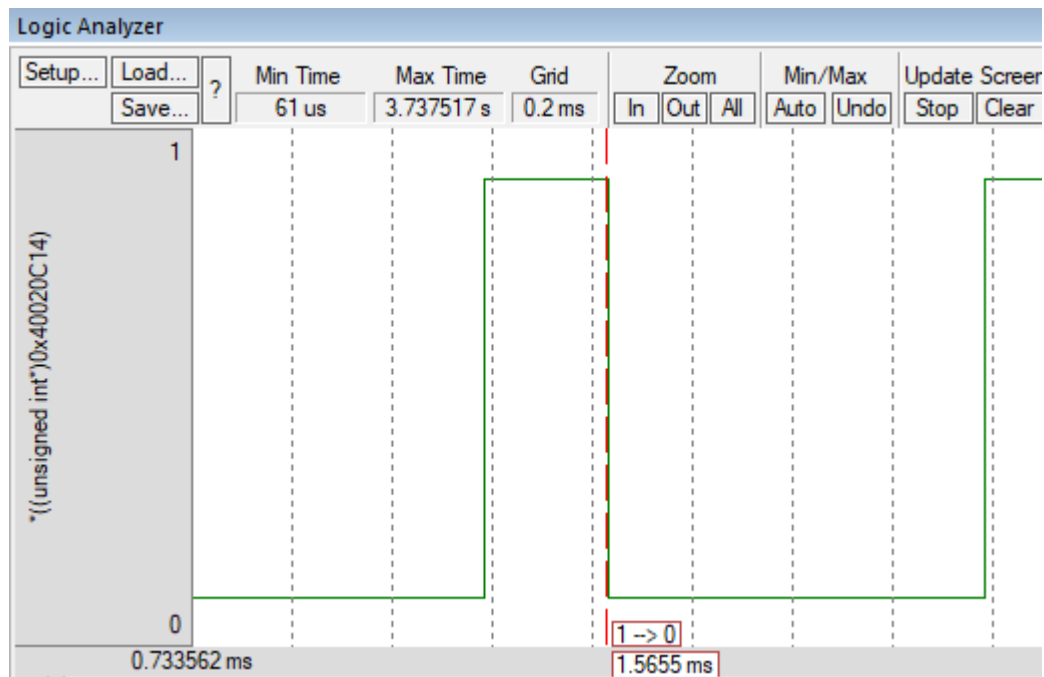 Logic Analyzer
Setup... Load... ? Min Time Max Time Grid Zoom Min/Max Update Screen
Save... 61 us 3.737517 s 0.2 ms In Out All Auto Undo Stop Clear
1
*((unsigned int*)0x40020C14)
0
1 --> 0
0.733562 ms 1.5655 ms